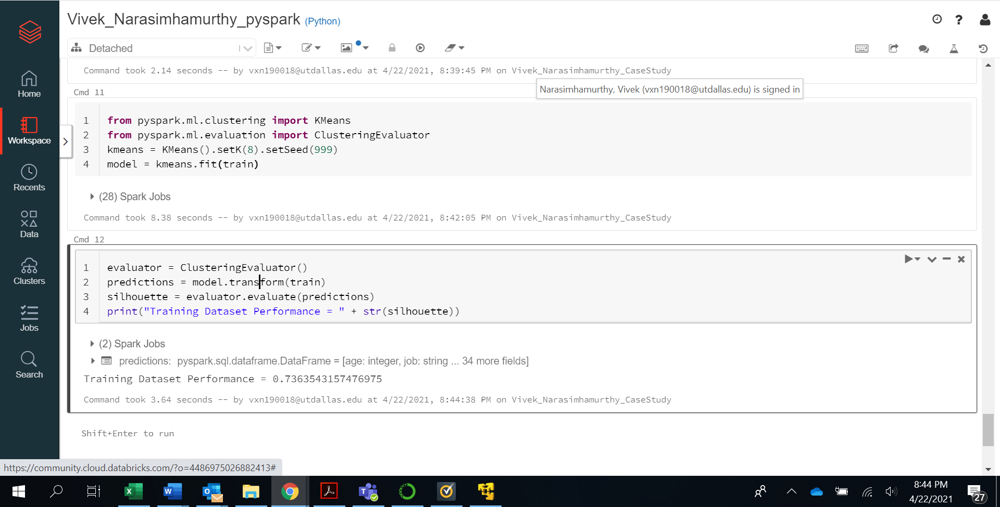 Vivek_Narasimhamurthy_pyspark (Python)
Detached
Command took 2.14 seconds -- by vxn190018@utdallas.edu at 4/22/2021, 8:39:45 PM on Vivek_Narasimhamurthy_CaseStudy
Narasimhamurthy, Vivek (vxn190018@utdallas.edu) is signed in
Cmd 11
1 from pyspark.ml.clustering import KMeans
2 from pyspark.ml.evaluation import ClusteringEvaluator
3 kmeans = KMeans().setK(8).setSeed(999)
4 model = kmeans.fit(train)
(28) Spark Jobs
Command took 8.38 seconds -- by vxn190018@utdallas.edu at 4/22/2021, 8:42:05 PM on Vivek_Narasimhamurthy_CaseStudy
Cmd 12
1 evaluator = ClusteringEvaluator()
2 predictions = model.transform(train)
3 silhouette = evaluator.evaluate(predictions)
4 print("Training Dataset Performance = " + str(silhouette))
(2) Spark Jobs
predictions: pyspark.sql.dataframe.DataFrame = [age: integer, job: string ... 34 more fields]
Training Dataset Performance = 0.7363543157476975
Command took 3.64 seconds -- by vxn190018@utdallas.edu at 4/22/2021, 8:44:38 PM on Vivek_Narasimhamurthy_CaseStudy
Shift+Enter to run
Home
Workspace
Recents
Data
Clusters
Jobs
Search
https://community.cloud.databricks.com/?o=4486975026882413#
8:44 PM
4/22/2021
27